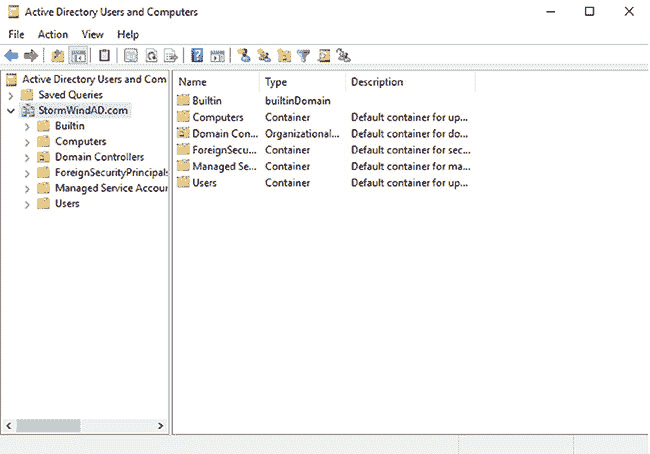 Active Directory Users and Computers
File Action View Help
Active Directory Users and Com
Saved Queries
StormWindAD.com
Builtin
Computers
Domain Controllers
ForeignSecurityPrincipals
Managed Service Accour
Users
Name Type Description
Builtin builtinDomain
Computers Container Default container for up...
Domain Con... Organizational... Default container for do...
ForeignSecu... Container Default container for sec...
Managed Se... Container Default container for ma...
Users Container Default container for up...